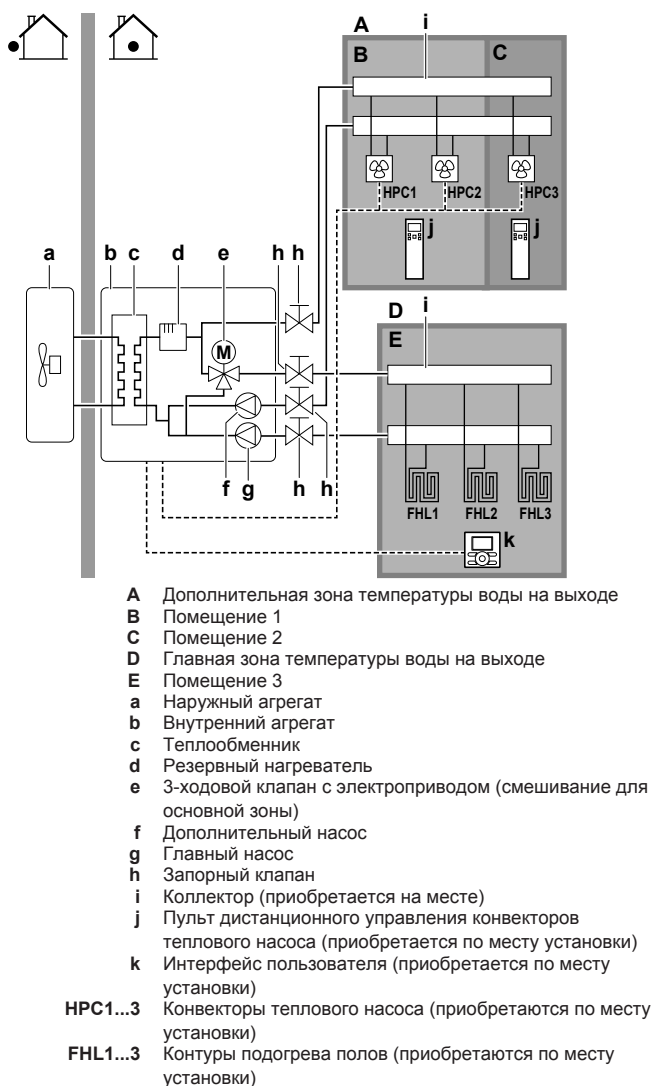 A
i
B
C
HPC1
HPC2
HPC3
j
j
a
b
c
d
e
h
h
M
D
i
E
f
g
h
h
FHL1
FHL2
FHL3
k
A Дополнительная зона температуры воды на выходе
B Помещение 1
C Помещение 2
D Главная зона температуры воды на выходе
E Помещение 3
a Наружный агрегат
b Внутренний агрегат
c Теплообменник
d Резервный нагреватель
e 3-ходовой клапан с электроприводом (смешивание для
основной зоны)
f Дополнительный насос
g Главный насос
h Запорный клапан
i Коллектор (приобретается на месте)
j Пульт дистанционного управления конвекторов
теплового насоса (приобретается по месту установки)
k Интерфейс пользователя (приобретается по месту
установки)
HPC1...3 Конвекторы теплового насоса (приобретаются по месту
установки)
FHL1...3 Контуры подогрева полов (приобретаются по месту
установки)